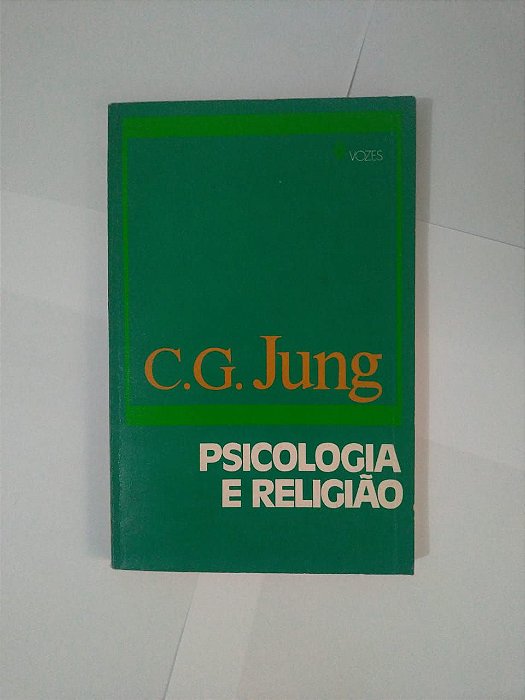 VOZES
C.G. Jung
PSICOLOGIA
E RELIGIÃO